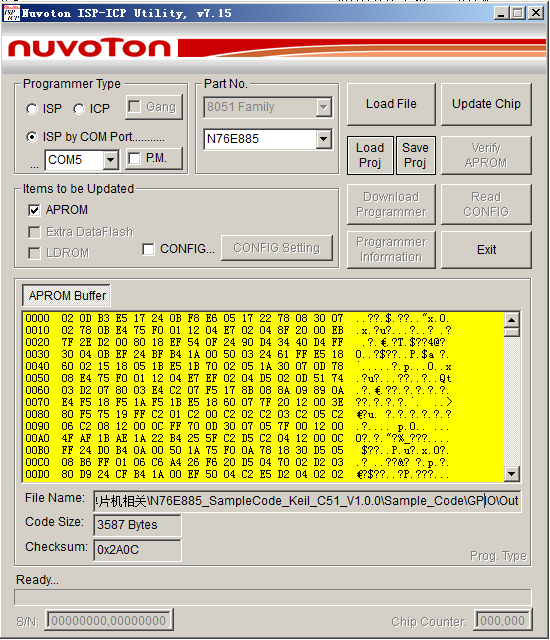 Nuvoton ISP-ICP Utility, v7.15
nuvoTon
Programmer Type
ISP
ICP
Gang
ISP by COM Port...........
... COM5
P.M.
Part No.
8051 Family
N76E885
Load File
Update Chip
Load Proj
Save Proj
Verify APROM
Items to be Updated
APROM
Extra DataFlash
LDROM
CONFIG...
CONFIG Setting
Download Programmer
Read CONFIG
Programmer Information
Exit
APROM Buffer
0000 02 0D B3 E5 17 24 0B F8 E6 05 17 22 78 08 30 07 ..??.$.??.."x.0.
0010 02 78 0B E4 75 F0 01 12 04 E7 02 04 8F 20 00 EB
0020 7F 2E D2 00 80 18 EF 54 0F 24 90 D4 34 40 D4 FF
0030 30 04 0B EF 24 BF B4 1A 00 50 03 24 61 FF E5 18
0040 60 02 15 18 05 1B E5 1B 70 02 05 1A 30 07 0D 78
0050 08 E4 75 F0 01 12 04 EF EF 02 04 D5 02 0D 51 74
0060 03 D2 07 80 03 E4 C2 07 F5 17 8B 08 8A 09 89 0A
0070 E4 F5 18 F5 1A F5 1B E5 18 60 07 7F 20 12 00 3E
0080 80 F5 75 19 FF C2 01 C2 00 C2 02 C2 03 C2 05 C2
0090 06 C2 08 12 00 0C FF 70 0D 30 07 05 7F 00 12 00
00A0 4F AF 1B AE 1A 22 B4 25 5F C2 D5 C2 04 12 00 0C
00B0 FF 24 D0 B4 0A 00 50 1A 75 F0 0A 78 18 30 D5 05
00C0 08 B6 FF 01 06 C6 A4 26 F6 20 D5 04 70 02 D2 03
00D0 80 D9 24 CF B4 1A 00 EF 50 04 C2 E5 D2 04 02 02
File Name:
片机相关\N76E885_SampleCode_Keil_C51_V1.0.0\Sample_Code\GPIO\Out
Code Size:
3587 Bytes
Checksum:
0x2A0C
Prog. Type
Ready...
S/N:
00000000,00000000
Chip Counter:
000,000